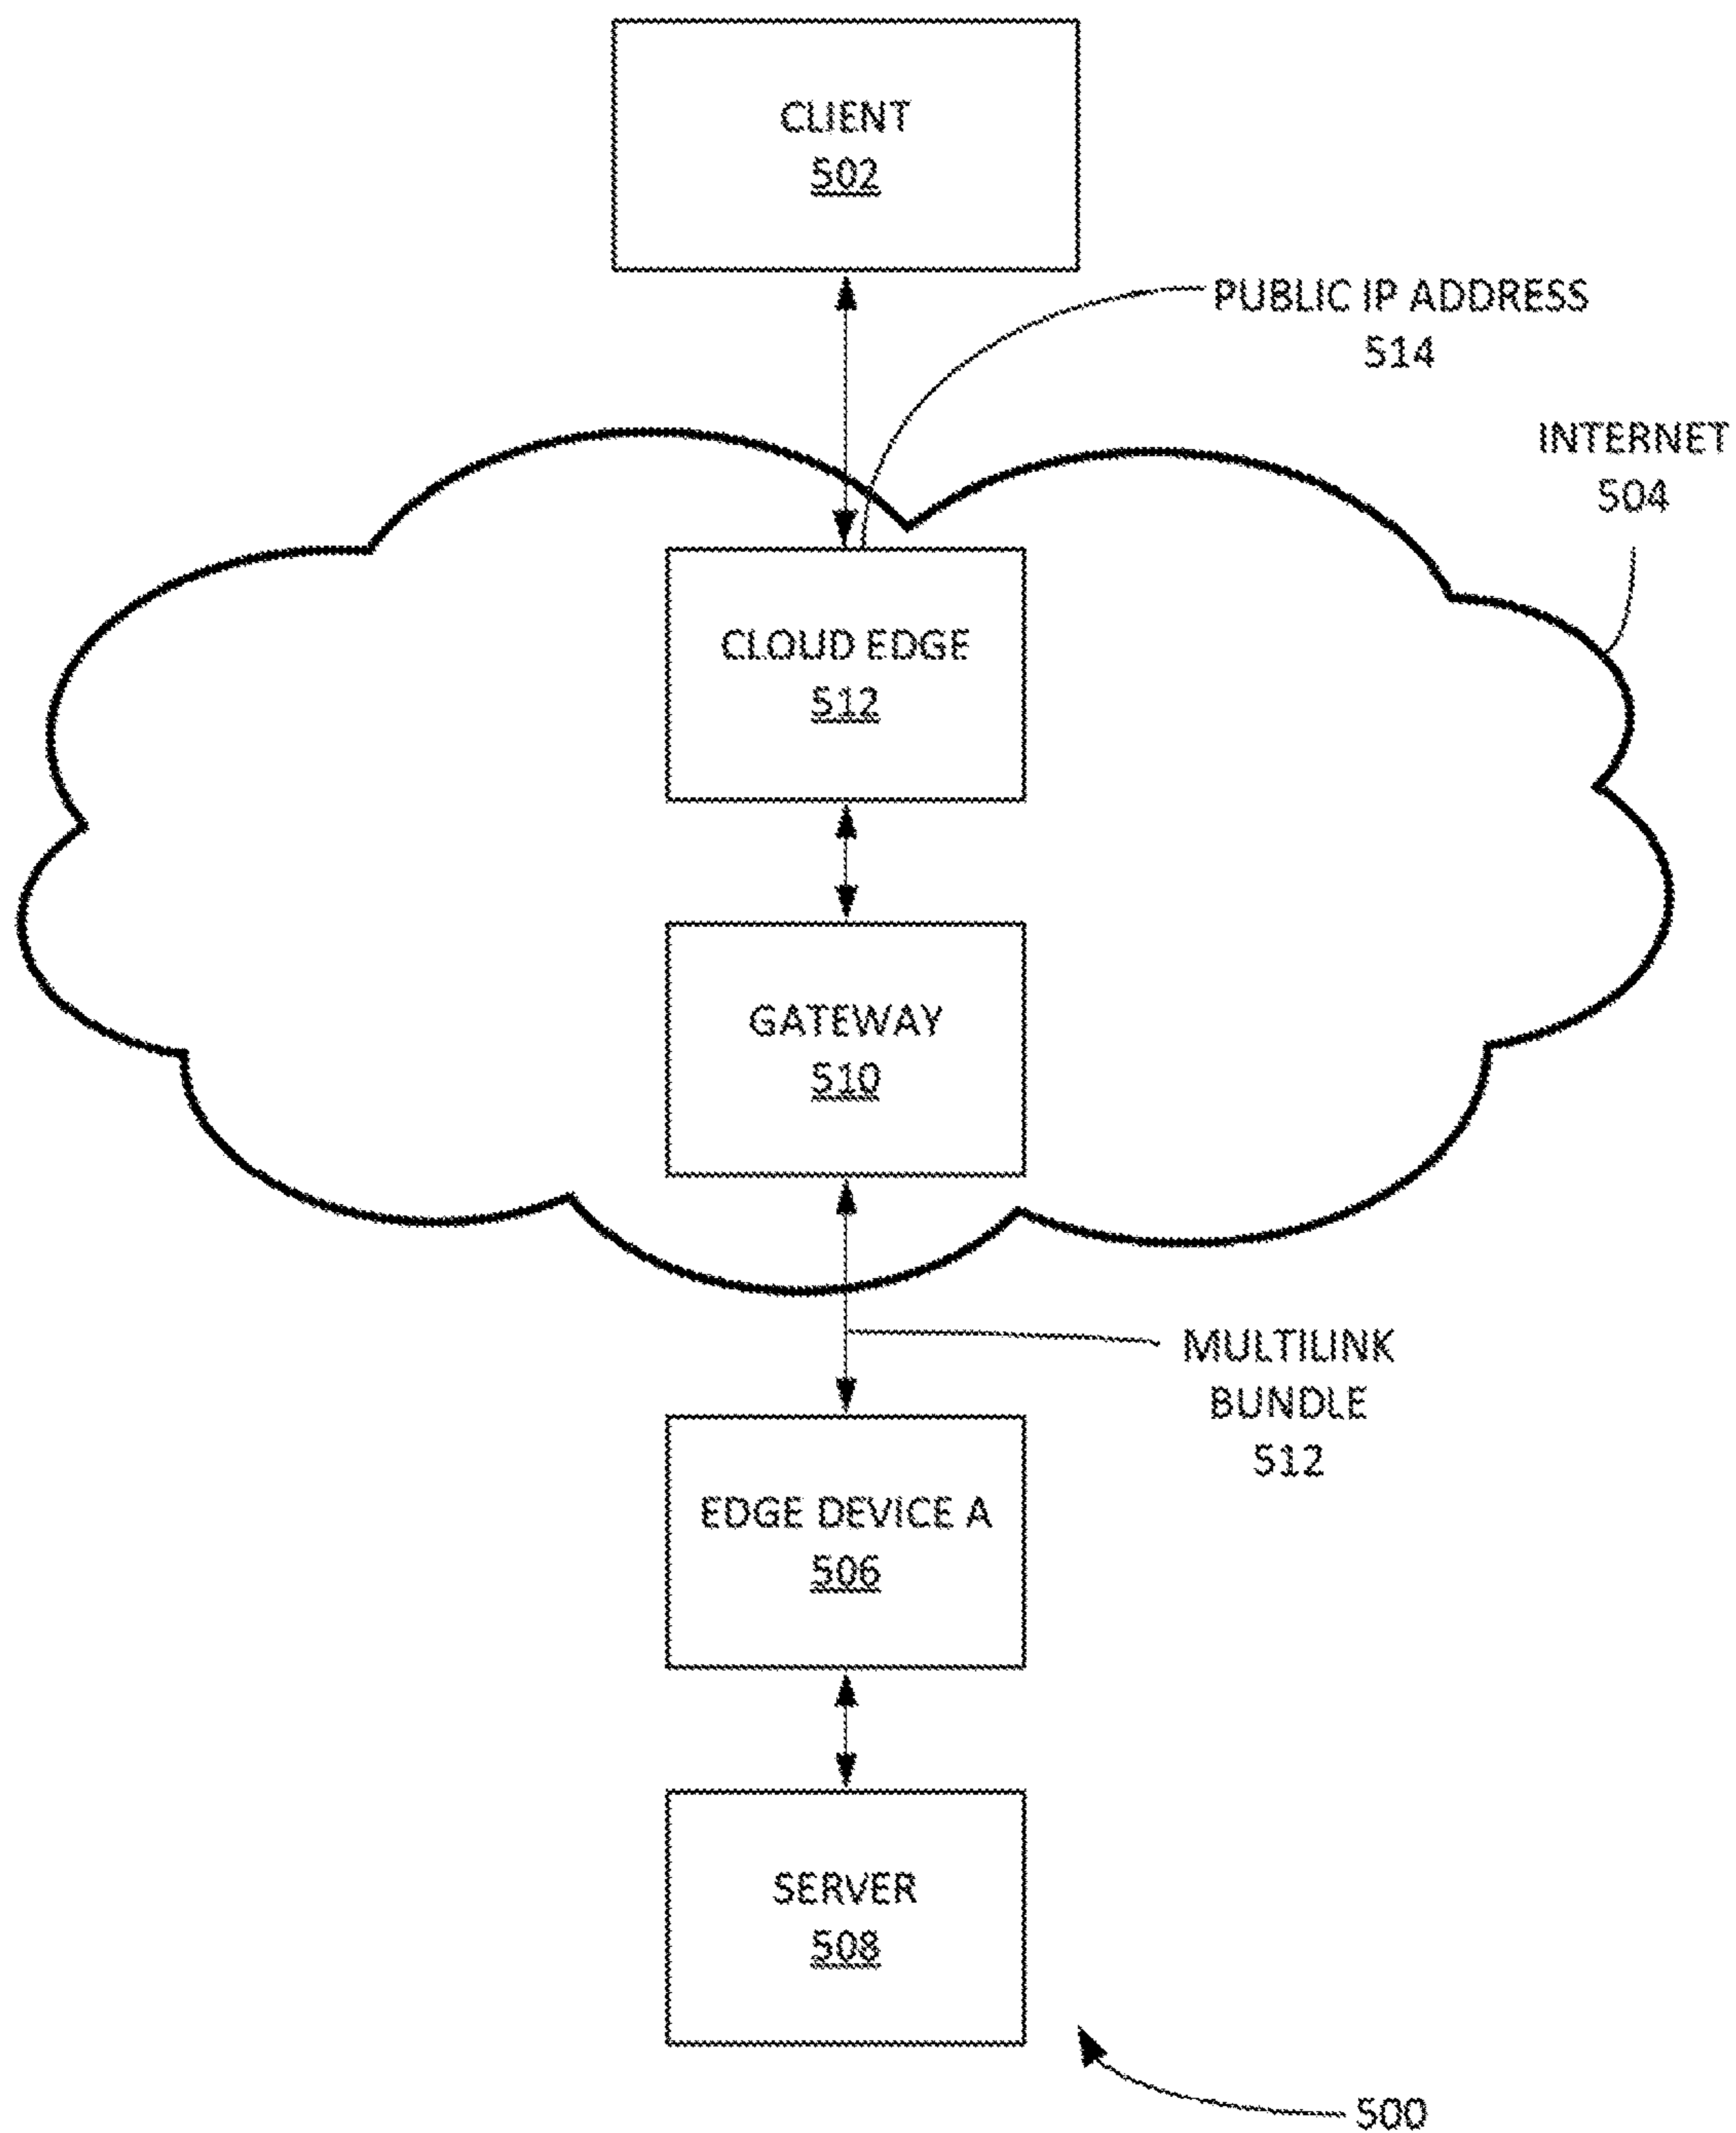 CLIENT
502
PUBLIC IP ADDRESS
514
INTERNET
504
CLOUD EDGE
512
GATEWAY
510
MULTILINK
BUNDLE
512
EDGE DEVICE A
506
SERVER
508
500